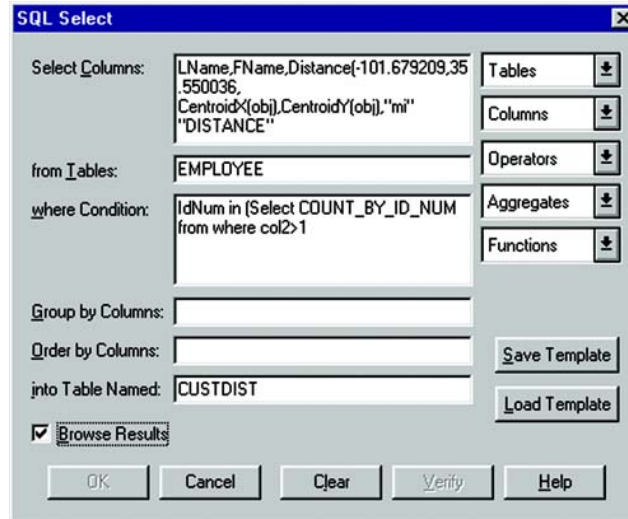 SQL Select
Select Columns:
LName,FName,Distance(-101.679209,35
.550036,
CentroidX(obj),CentroidY(obj),"mi"
"DISTANCE"
Tables
Columns
from Tables:
EMPLOYEE
Operators
where Condition:
IdNum in (Select COUNT_BY_ID_NUM
from where col2>1
Aggregates
Functions
Group by Columns:
Order by Columns:
Save Template
into Table Named:
CUSTDIST
Load Template
Browse Results
OK
Cancel
Clear
Verify
Help